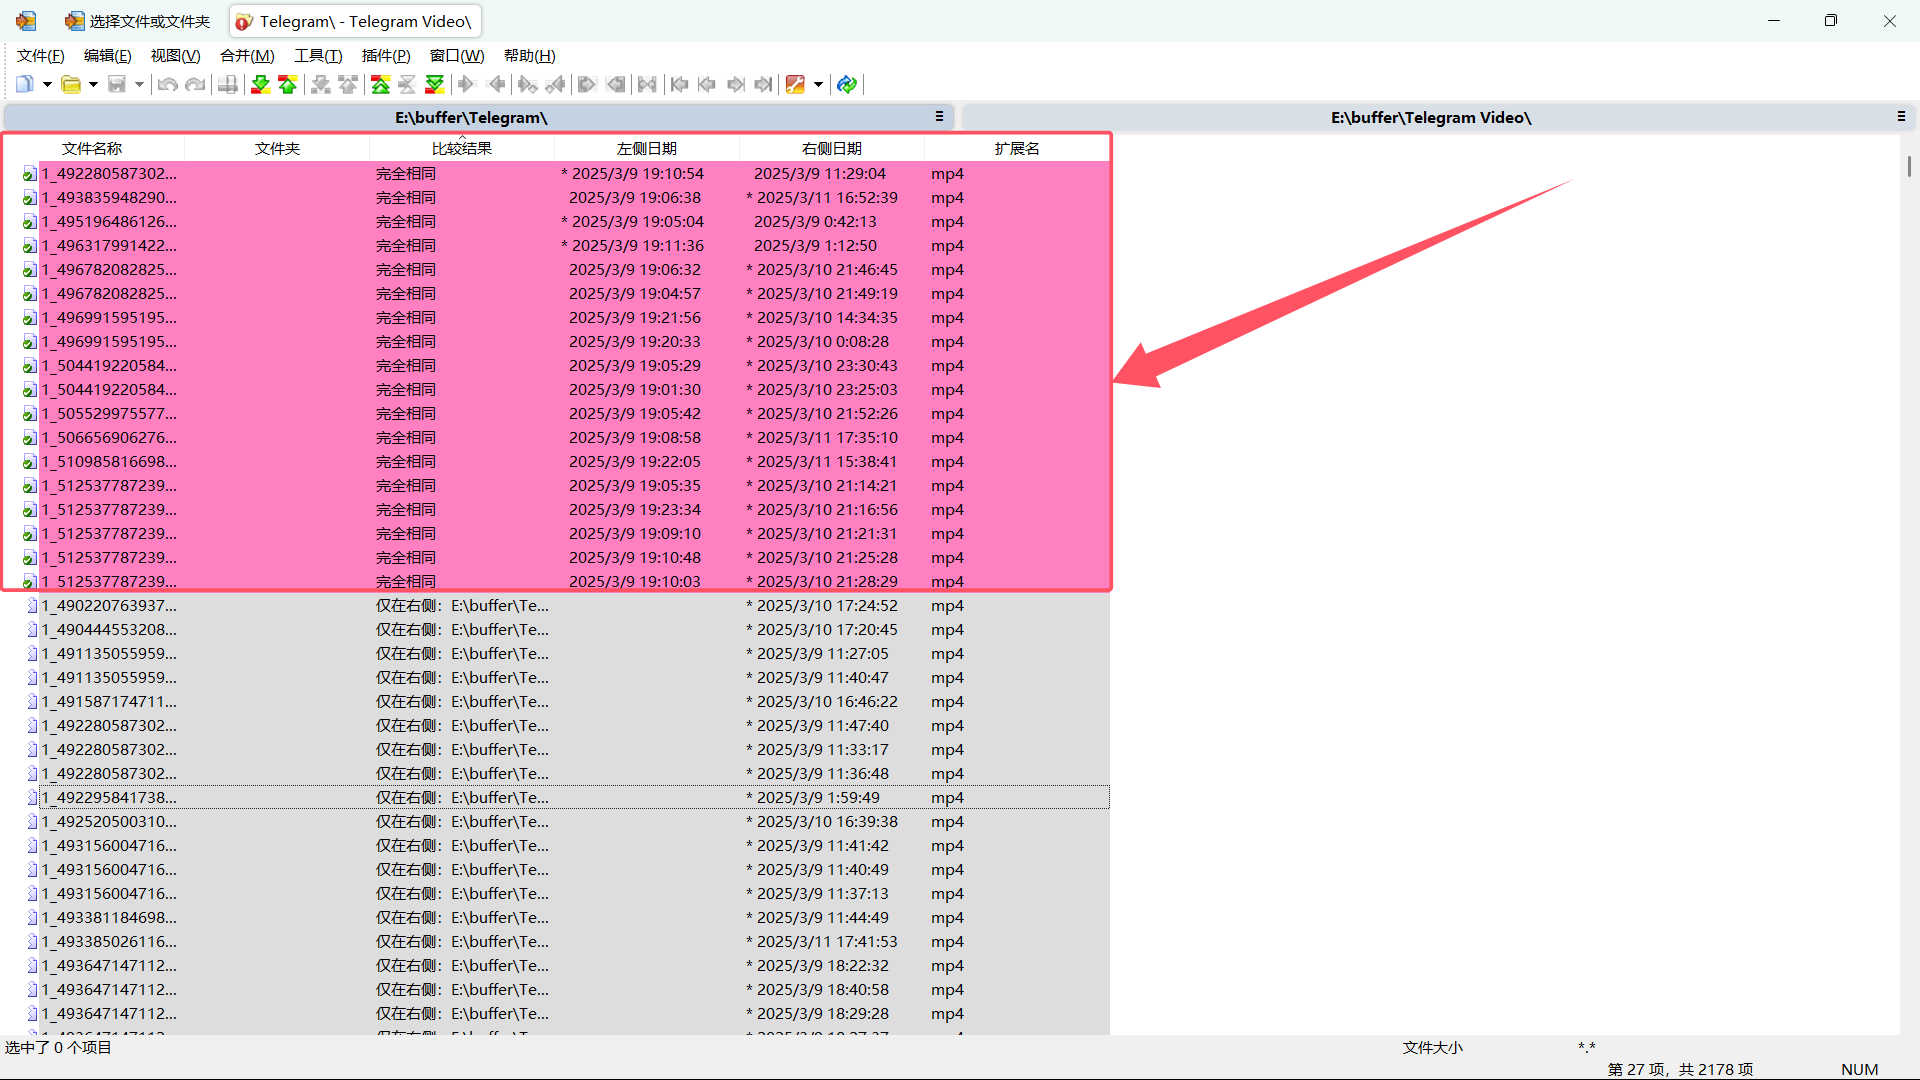 选择文件或文件夹
Telegram\ - Telegram Video\
文件(F) 编辑(E) 视图(V) 合并(M) 工具(T) 插件(P) 窗口(W) 帮助(H)
E:\buffer\Telegram\
E:\buffer\Telegram Video\
文件名称 文件夹 比较结果 左侧日期 右侧日期 扩展名
1_492280587302... 完全相同 * 2025/3/9 19:10:54 2025/3/9 11:29:04 mp4
1_493835948290... 完全相同 2025/3/9 19:06:38 * 2025/3/11 16:52:39 mp4
1_495196486126... 完全相同 * 2025/3/9 19:05:04 2025/3/9 0:42:13 mp4
1_496317991422... 完全相同 * 2025/3/9 19:11:36 2025/3/9 1:12:50 mp4
1_496782082825... 完全相同 2025/3/9 19:06:32 * 2025/3/10 21:46:45 mp4
1_496782082825... 完全相同 2025/3/9 19:04:57 * 2025/3/10 21:49:19 mp4
1_496991595195... 完全相同 2025/3/9 19:21:56 * 2025/3/10 14:34:35 mp4
1_496991595195... 完全相同 2025/3/9 19:20:33 * 2025/3/10 0:08:28 mp4
1_504419220584... 完全相同 2025/3/9 19:05:29 * 2025/3/10 23:30:43 mp4
1_504419220584... 完全相同 2025/3/9 19:01:30 * 2025/3/10 23:25:03 mp4
1_505529975577... 完全相同 2025/3/9 19:05:42 * 2025/3/10 21:52:26 mp4
1_506656906276... 完全相同 2025/3/9 19:08:58 * 2025/3/11 17:35:10 mp4
1_510985816698... 完全相同 2025/3/9 19:22:05 * 2025/3/11 15:38:41 mp4
1_512537787239... 完全相同 2025/3/9 19:05:35 * 2025/3/10 21:14:21 mp4
1_512537787239... 完全相同 2025/3/9 19:23:34 * 2025/3/10 21:16:56 mp4
1_512537787239... 完全相同 2025/3/9 19:09:10 * 2025/3/10 21:21:31 mp4
1_512537787239... 完全相同 2025/3/9 19:10:48 * 2025/3/10 21:25:28 mp4
1_512537787239... 完全相同 2025/3/9 19:10:03 * 2025/3/10 21:28:29 mp4
1_490220763937... 仅在右侧：E:\buffer\Te... * 2025/3/10 17:24:52 mp4
1_490444553208... 仅在右侧：E:\buffer\Te... * 2025/3/10 17:20:45 mp4
1_491135055959... 仅在右侧：E:\buffer\Te... * 2025/3/9 11:27:05 mp4
1_491135055959... 仅在右侧：E:\buffer\Te... * 2025/3/9 11:40:47 mp4
1_491587174711... 仅在右侧：E:\buffer\Te... * 2025/3/10 16:46:22 mp4
1_492280587302... 仅在右侧：E:\buffer\Te... * 2025/3/9 11:47:40 mp4
1_492280587302... 仅在右侧：E:\buffer\Te... * 2025/3/9 11:33:17 mp4
1_492280587302... 仅在右侧：E:\buffer\Te... * 2025/3/9 11:36:48 mp4
1_492295841738... 仅在右侧：E:\buffer\Te... * 2025/3/9 1:59:49 mp4
1_492520500310... 仅在右侧：E:\buffer\Te... * 2025/3/10 16:39:38 mp4
1_493156004716... 仅在右侧：E:\buffer\Te... * 2025/3/9 11:41:42 mp4
1_493156004716... 仅在右侧：E:\buffer\Te... * 2025/3/9 11:40:49 mp4
1_493156004716... 仅在右侧：E:\buffer\Te... * 2025/3/9 11:37:13 mp4
1_493381184698... 仅在右侧：E:\buffer\Te... * 2025/3/9 11:44:49 mp4
1_493385026116... 仅在右侧：E:\buffer\Te... * 2025/3/11 17:41:53 mp4
1_493647147112... 仅在右侧：E:\buffer\Te... * 2025/3/9 18:22:32 mp4
1_493647147112... 仅在右侧：E:\buffer\Te... * 2025/3/9 18:40:58 mp4
1_493647147112... 仅在右侧：E:\buffer\Te... * 2025/3/9 18:29:28 mp4
选中了 0 个项目
文件大小 *.*
第 27 项，共 2178 项 NUM